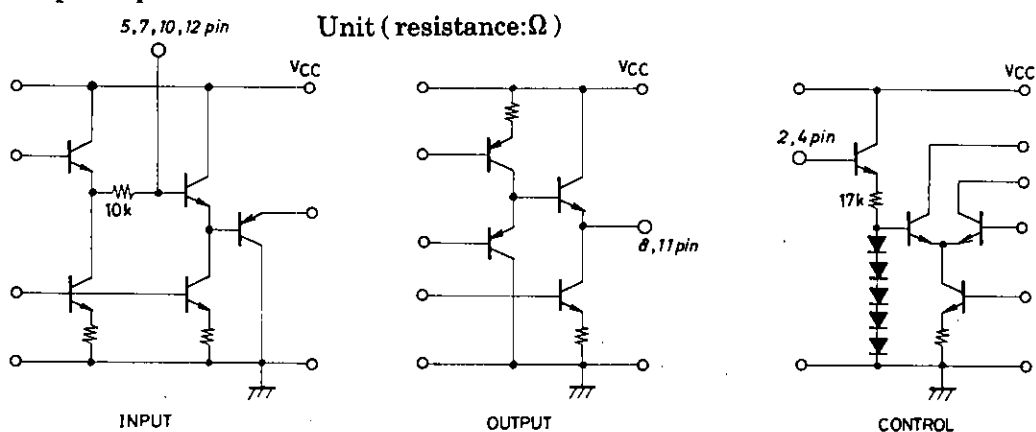 5,7,10,12 pin
Unit (resistance:Ω)
VCC
10k
INPUT
VCC
8,11 pin
OUTPUT
VCC
2,4 pin
17k
CONTROL